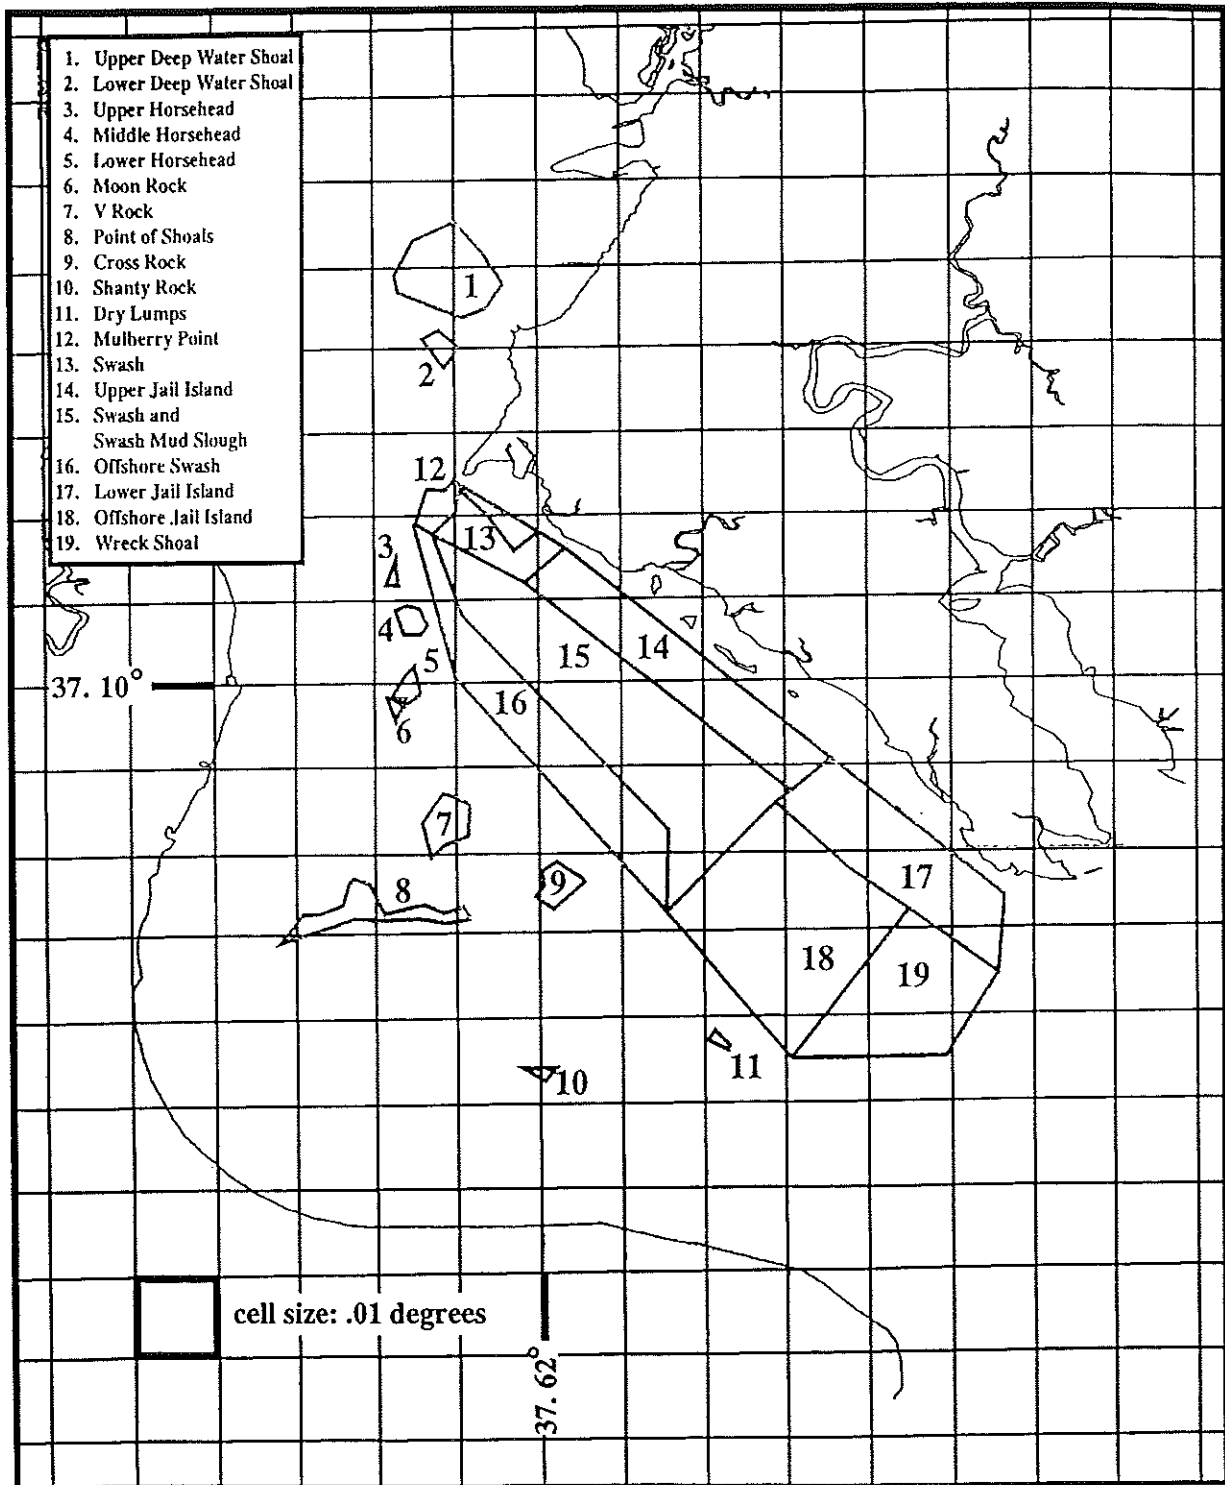 1. Upper Deep Water Shoal
2. Lower Deep Water Shoal
3. Upper Horsehead
4. Middle Horsehead
5. Lower Horsehead
6. Moon Rock
7. V Rock
8. Point of Shoals
9. Cross Rock
10. Shanty Rock
11. Dry Lumps
12. Mulberry Point
13. Swash
14. Upper Jail Island
15. Swash and
Swash Mud Slough
16. Offshore Swash
17. Lower Jail Island
18. Offshore Jail Island
19. Wreck Shoal
1
2
12
13
3
4
14
15
5
37. 10°
16
6
7
9
8
17
18
19
11
10
cell size: .01 degrees
37. 62°